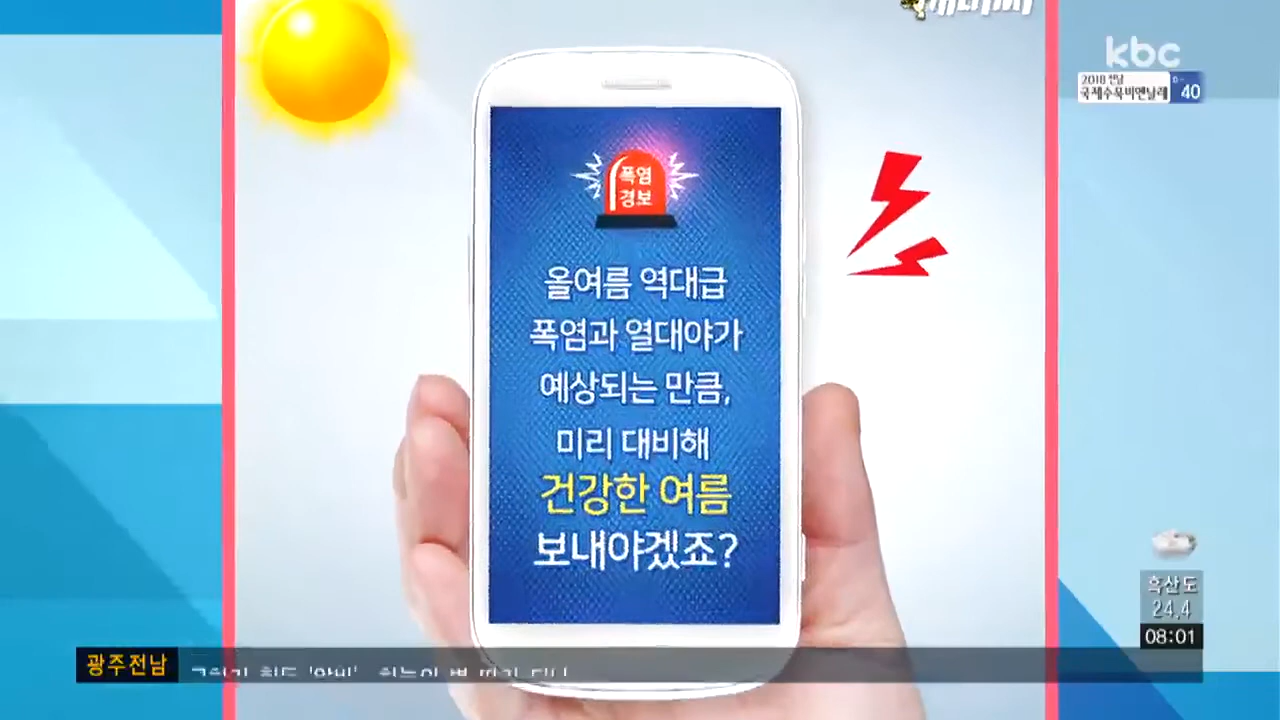 kbc
2018 전남
국제수묵비엔날레 D-40
폭염
경보
올여름 역대급
폭염과 열대야가
예상되는 만큼,
미리 대비해
건강한 여름
보내야겠죠?
흑산도
24.4
08:01
광주전남